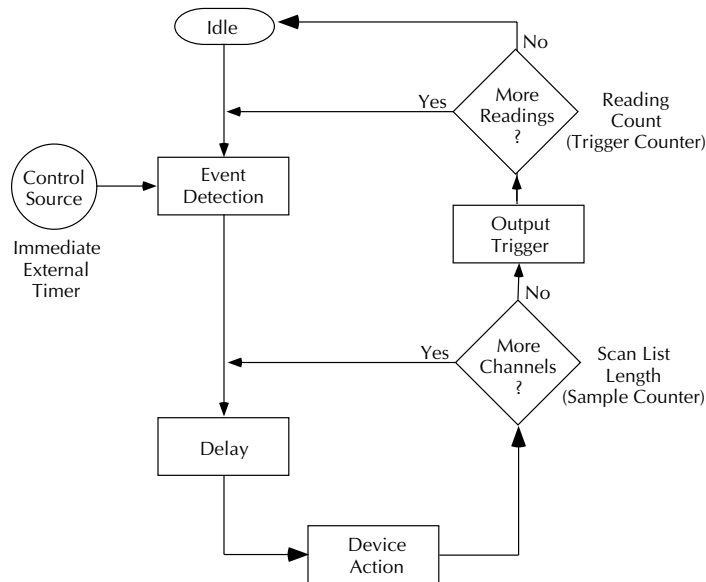 Idle
No
Yes
More
Readings
?
Reading
Count
(Trigger Counter)
Control
Source
Event
Detection
Immediate
External
Timer
Output
Trigger
No
Yes
More
Channels
?
Scan List
Length
(Sample Counter)
Delay
Device
Action